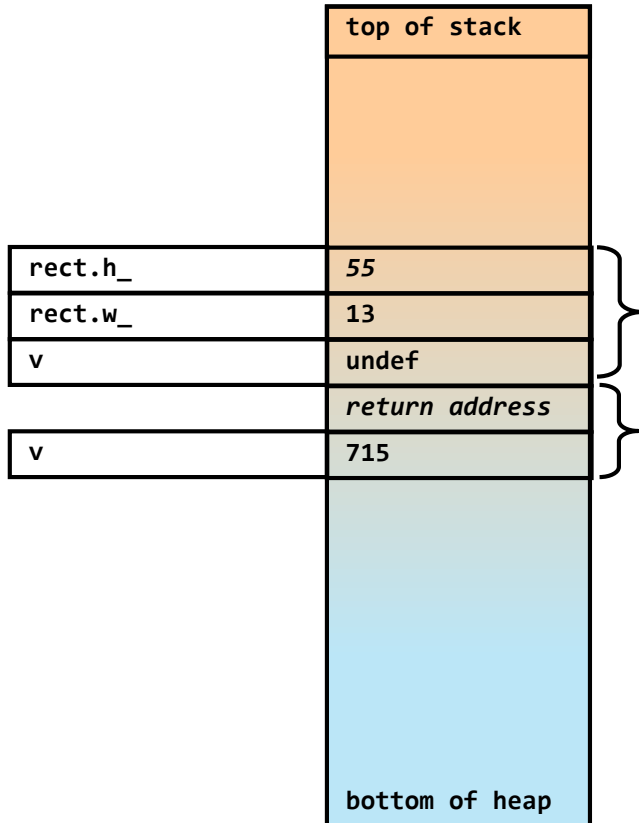 top of stack
rect.h_ 55
rect.w_ 13
v undef
return address
v 715
bottom of heap